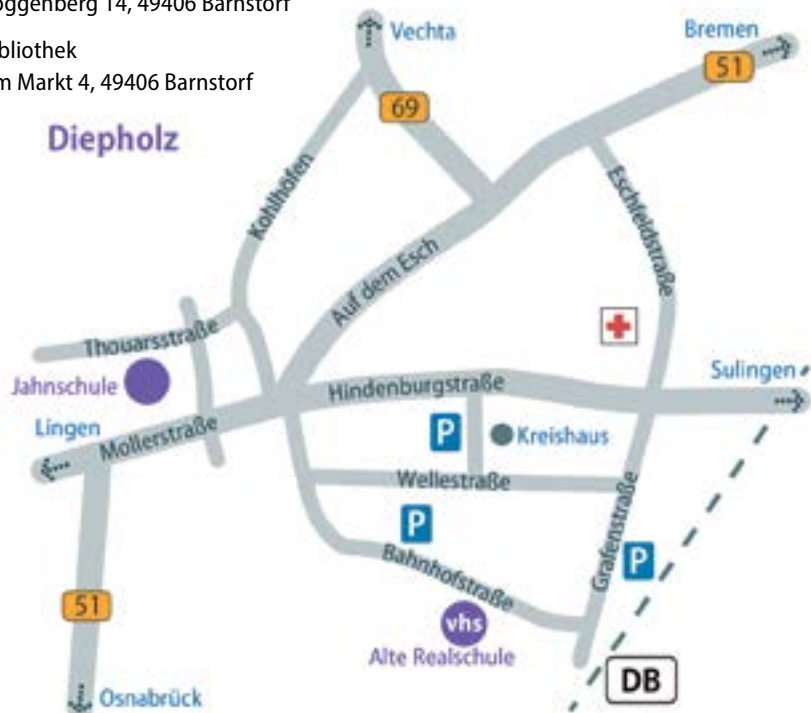 oggenberg 14, 49406 Barnstorf
bliothek
m Markt 4, 49406 Barnstorf
Diepholz
Vechta
Bremen
51
69
Kohlhöfen
Eschfeldstraße
Auf dem Esch
Thouarsstraße
Jahnschule
Hindenburgstraße
Sulingen
Lingen
Mollerstraße
P
Kreishaus
Wellestraße
P
Grafenstraße
P
Bahnhofstraße
51
vhs
Alte Realschule
DB
Osnabrück